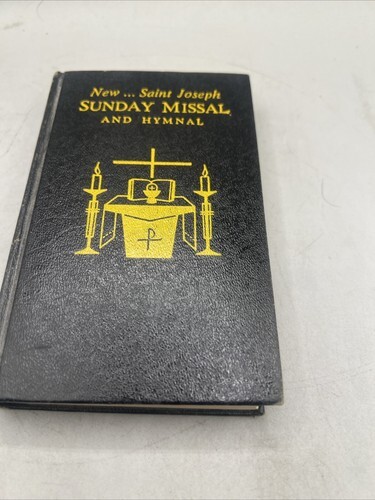 New ... Saint Joseph
SUNDAY MISSAL
AND HYMNAL